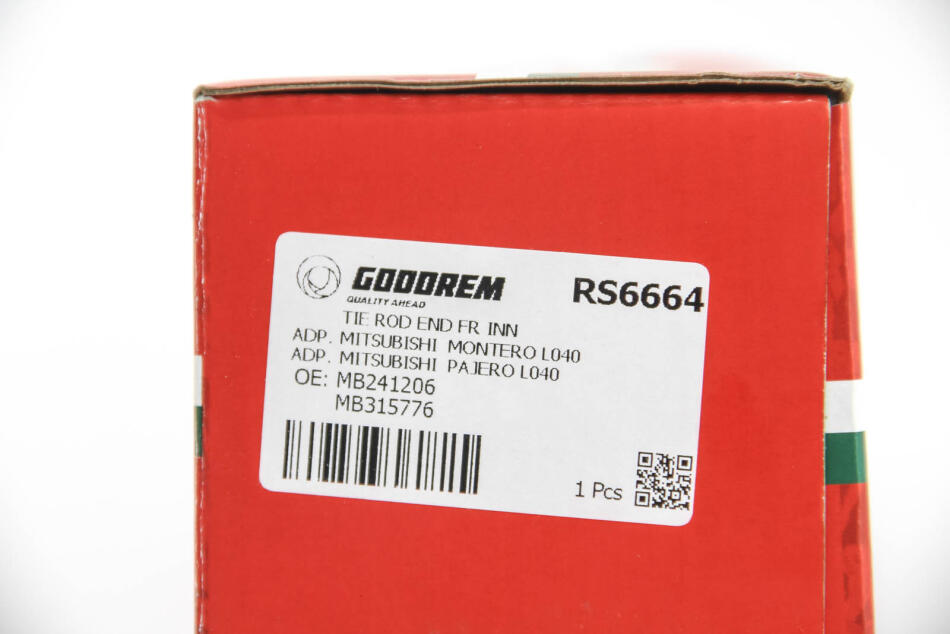 GOODREM
QUALITY AHEAD
RS6664
TIE ROD END FR INN
ADP. MITSUBISHI MONTERO L040
ADP. MITSUBISHI PAJERO L040
OE: MB241206
MB315776
1 Pcs